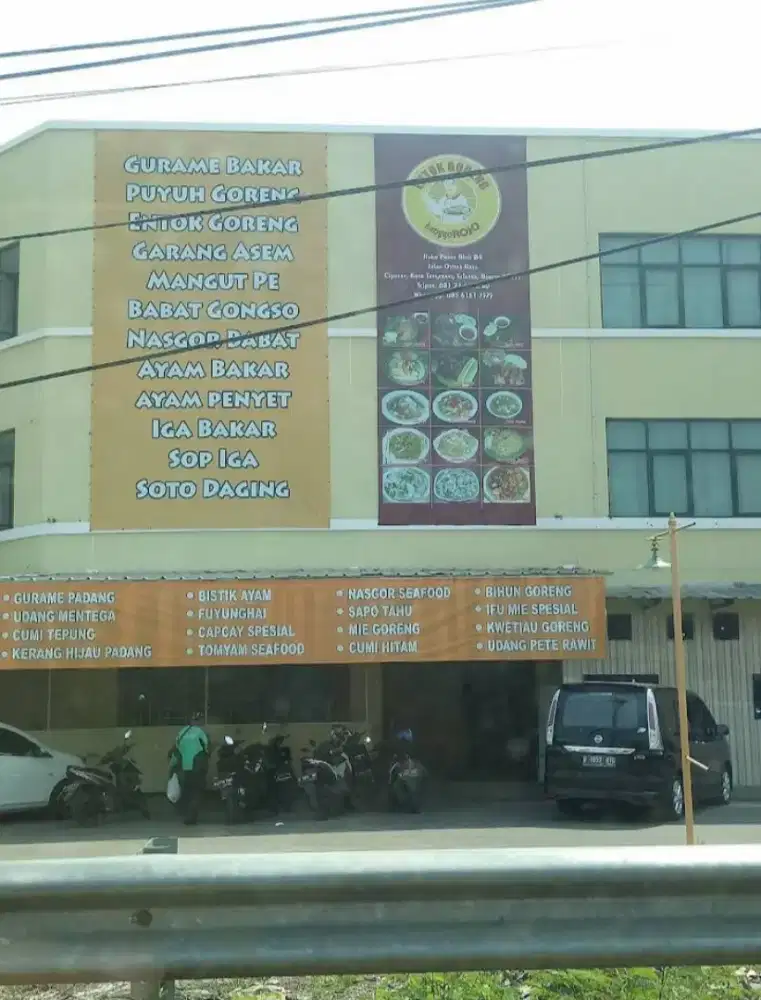 GURAME BAKAR
PUYUH GORENG
ENTOK GORENG
GARANG ASEM
MANGUT PE
BABAT GONGSO
NASGOR BABAT
AYAM BAKAR
AYAM PENYET
IGA BAKAR
SOP IGA
SOTO DAGING
ENTOK GORENG
• GURAME PADANG
• UDANG MENTEGA
• CUMI TEPUNG
• KERANG HIJAU PADANG
• BISTIK AYAM
• FUYUNGHAI
• CAPCAY SPESIAL
• TOMYAM SEAFOOD
• NASGOR SEAFOOD
• SAPO TAHU
• MIE GORENG
• CUMI HITAM
• BIHUN GORENG
• IFU MIE SPESIAL
• KWETIAU GORENG
• UDANG PETE RAWIT